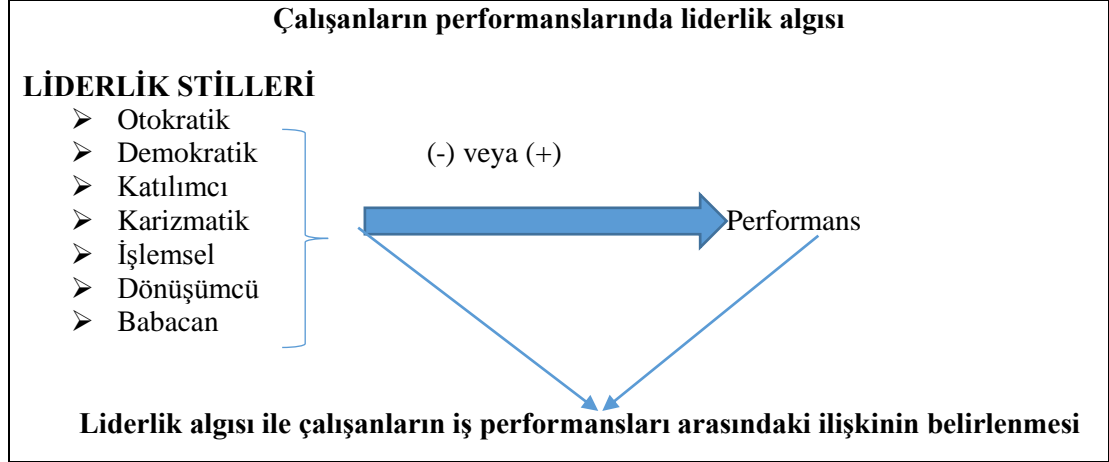 Çalışanların performanslarında liderlik algısı
LİDERLİK STİLLERİ
➢ Otokratik
➢ Demokratik
(-) veya (+)
➢ Katılımcı
➢ Karizmatik
Performans
➢ İşlemsel
➢ Dönüşümcü
➢ Babacan
Liderlik algısı ile çalışanların iş performansları arasındaki ilişkinin belirlenmesi